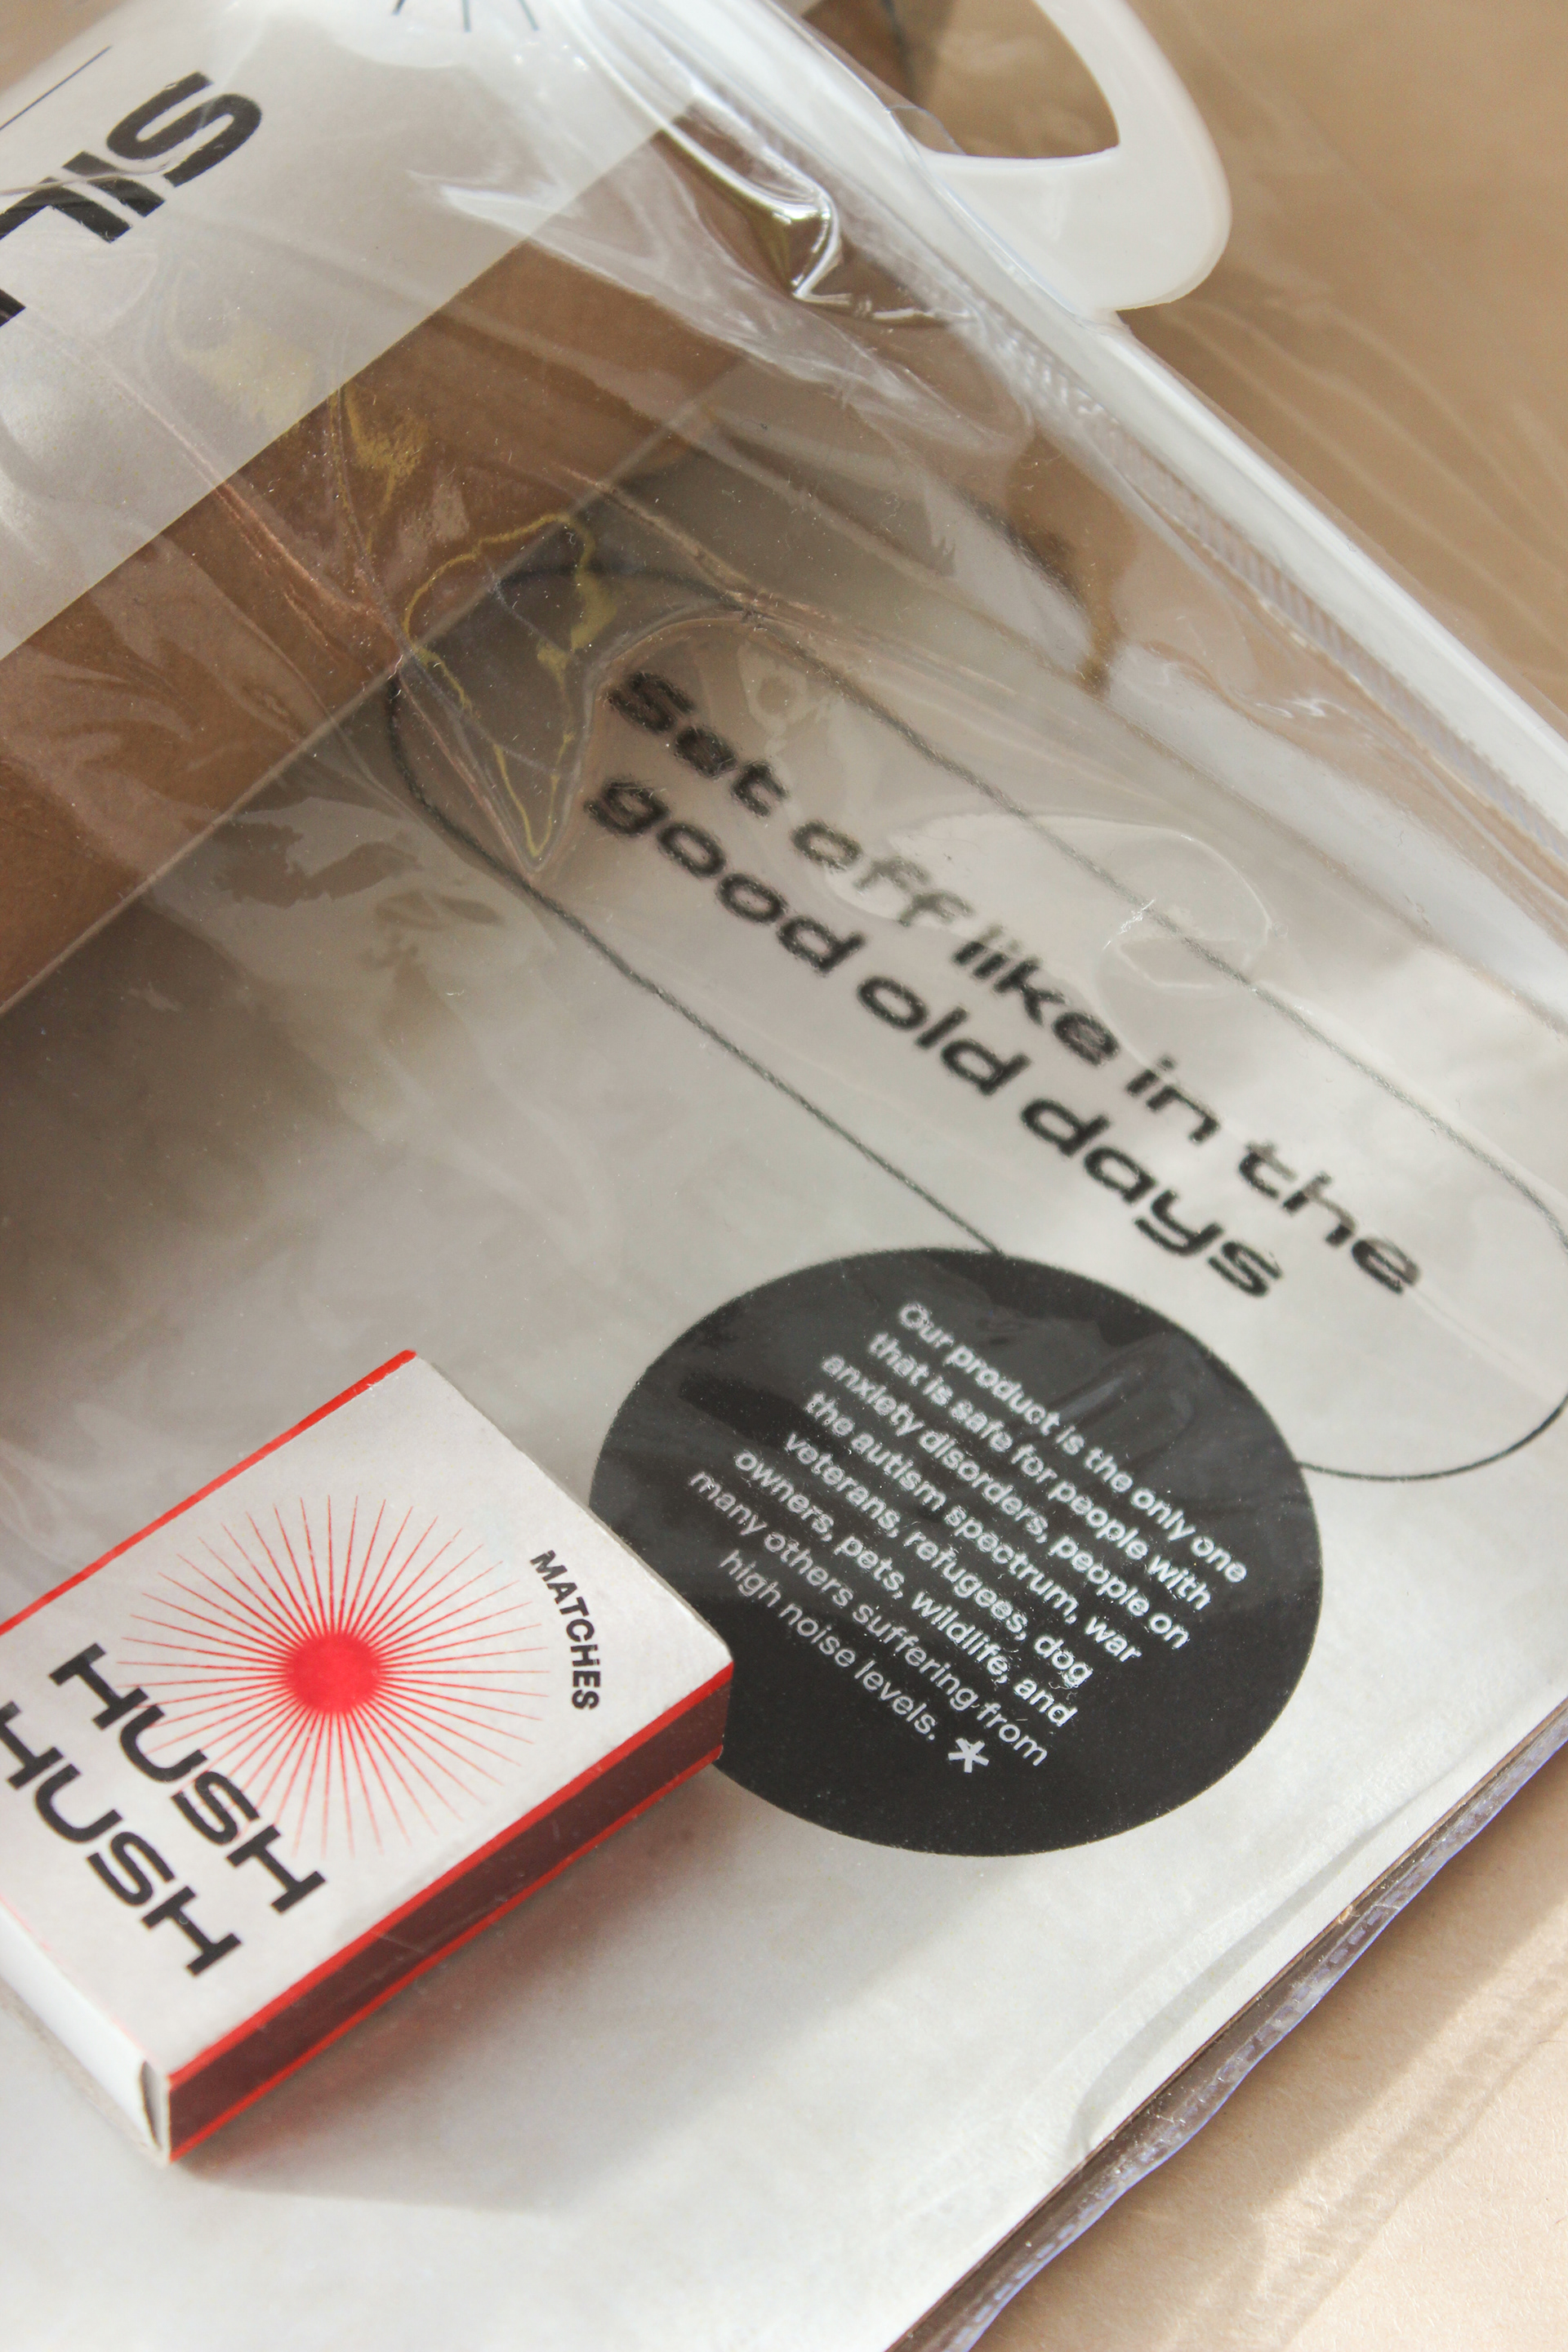 SIL
Set off like in the
good old days
Our product is the only one
that is safe for people with
anxiety disorders, people on
the autism spectrum, war
veterans, refugees, dog
owners, pets, wildlife, and
many others suffering from
high noise levels. *
MATCHES
HUSH
HUSH